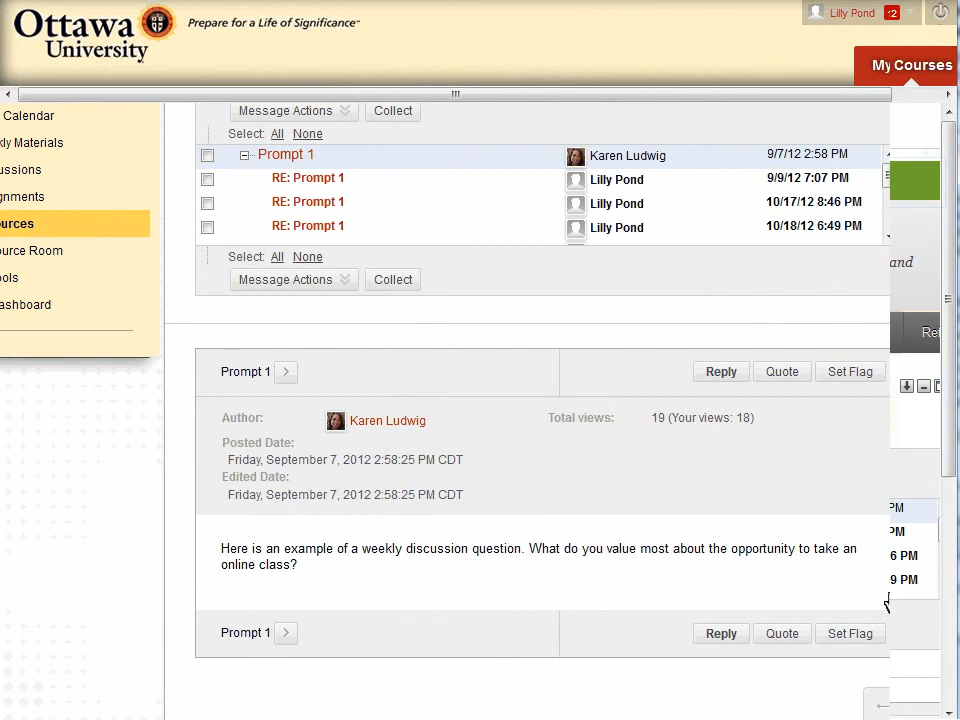 Ottawa University
Prepare for a Life of Significance
Lilly Pond 12
My Courses
Calendar
kly Materials
ussions
gnments
urces
ource Room
ols
ashboard
Message Actions Collect
Select: All None
Prompt 1 Karen Ludwig 9/7/12 2:58 PM
RE: Prompt 1 Lilly Pond 9/9/12 7:07 PM
RE: Prompt 1 Lilly Pond 10/17/12 8:46 PM
RE: Prompt 1 Lilly Pond 10/18/12 6:49 PM
Select: All None
Message Actions Collect
and
Re
Prompt 1 Reply Quote Set Flag
Author: Karen Ludwig Total views: 19 (Your views: 18)
Posted Date:
Friday, September 7, 2012 2:58:25 PM CDT
Edited Date:
Friday, September 7, 2012 2:58:25 PM CDT
PM
PM
6 PM
9 PM
Here is an example of a weekly discussion question. What do you value most about the opportunity to take an
online class?
Prompt 1 Reply Quote Set Flag